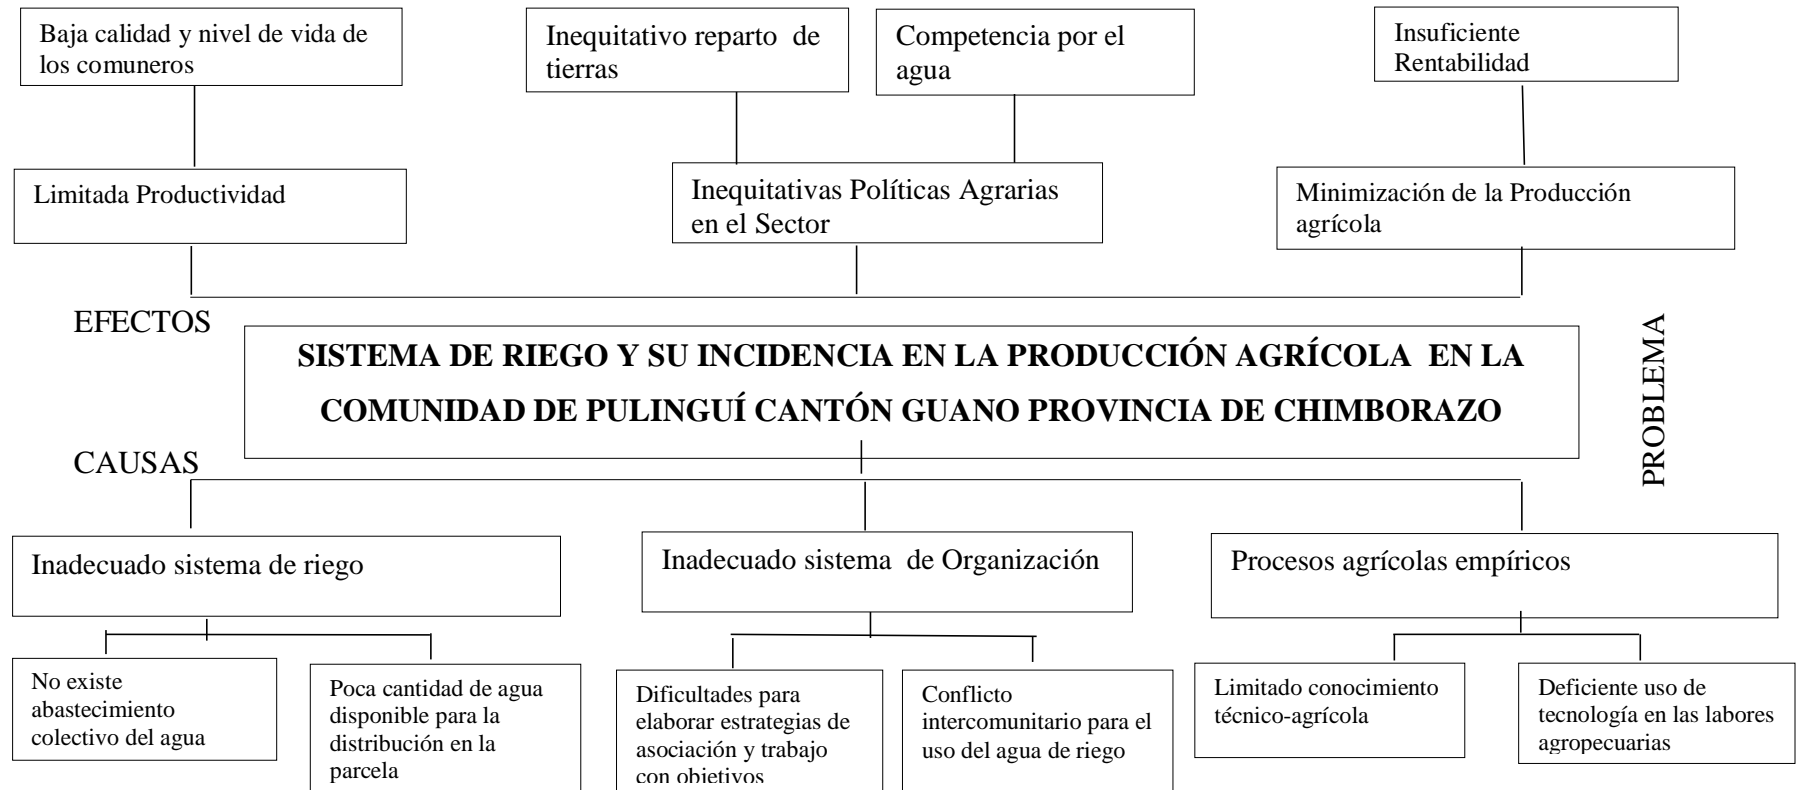 Baja calidad y nivel de vida de
los comuneros
Inequitativo reparto de
tierras
Competencia por el
agua
Insuficiente
Rentabilidad
Limitada Productividad
Inequitativas Políticas Agrarias
en el Sector
Minimización de la Producción
agrícola
EFECTOS
SISTEMA DE RIEGO Y SU INCIDENCIA EN LA PRODUCCIÓN AGRÍCOLA EN LA
COMUNIDAD DE PULINGUÍ CANTÓN GUANO PROVINCIA DE CHIMBORAZO
PROBLEMA
CAUSAS
Inadecuado sistema de riego
Inadecuado sistema de Organización
Procesos agrícolas empíricos
No existe
abastecimiento
colectivo del agua
Poca cantidad de agua
disponible para la
distribución en la
parcela
Dificultades para
elaborar estrategias de
asociación y trabajo
con objetivos
Conflicto
intercomunitario para el
uso del agua de riego
Limitado conocimiento
técnico-agrícola
Deficiente uso de
tecnología en las labores
agropecuarias